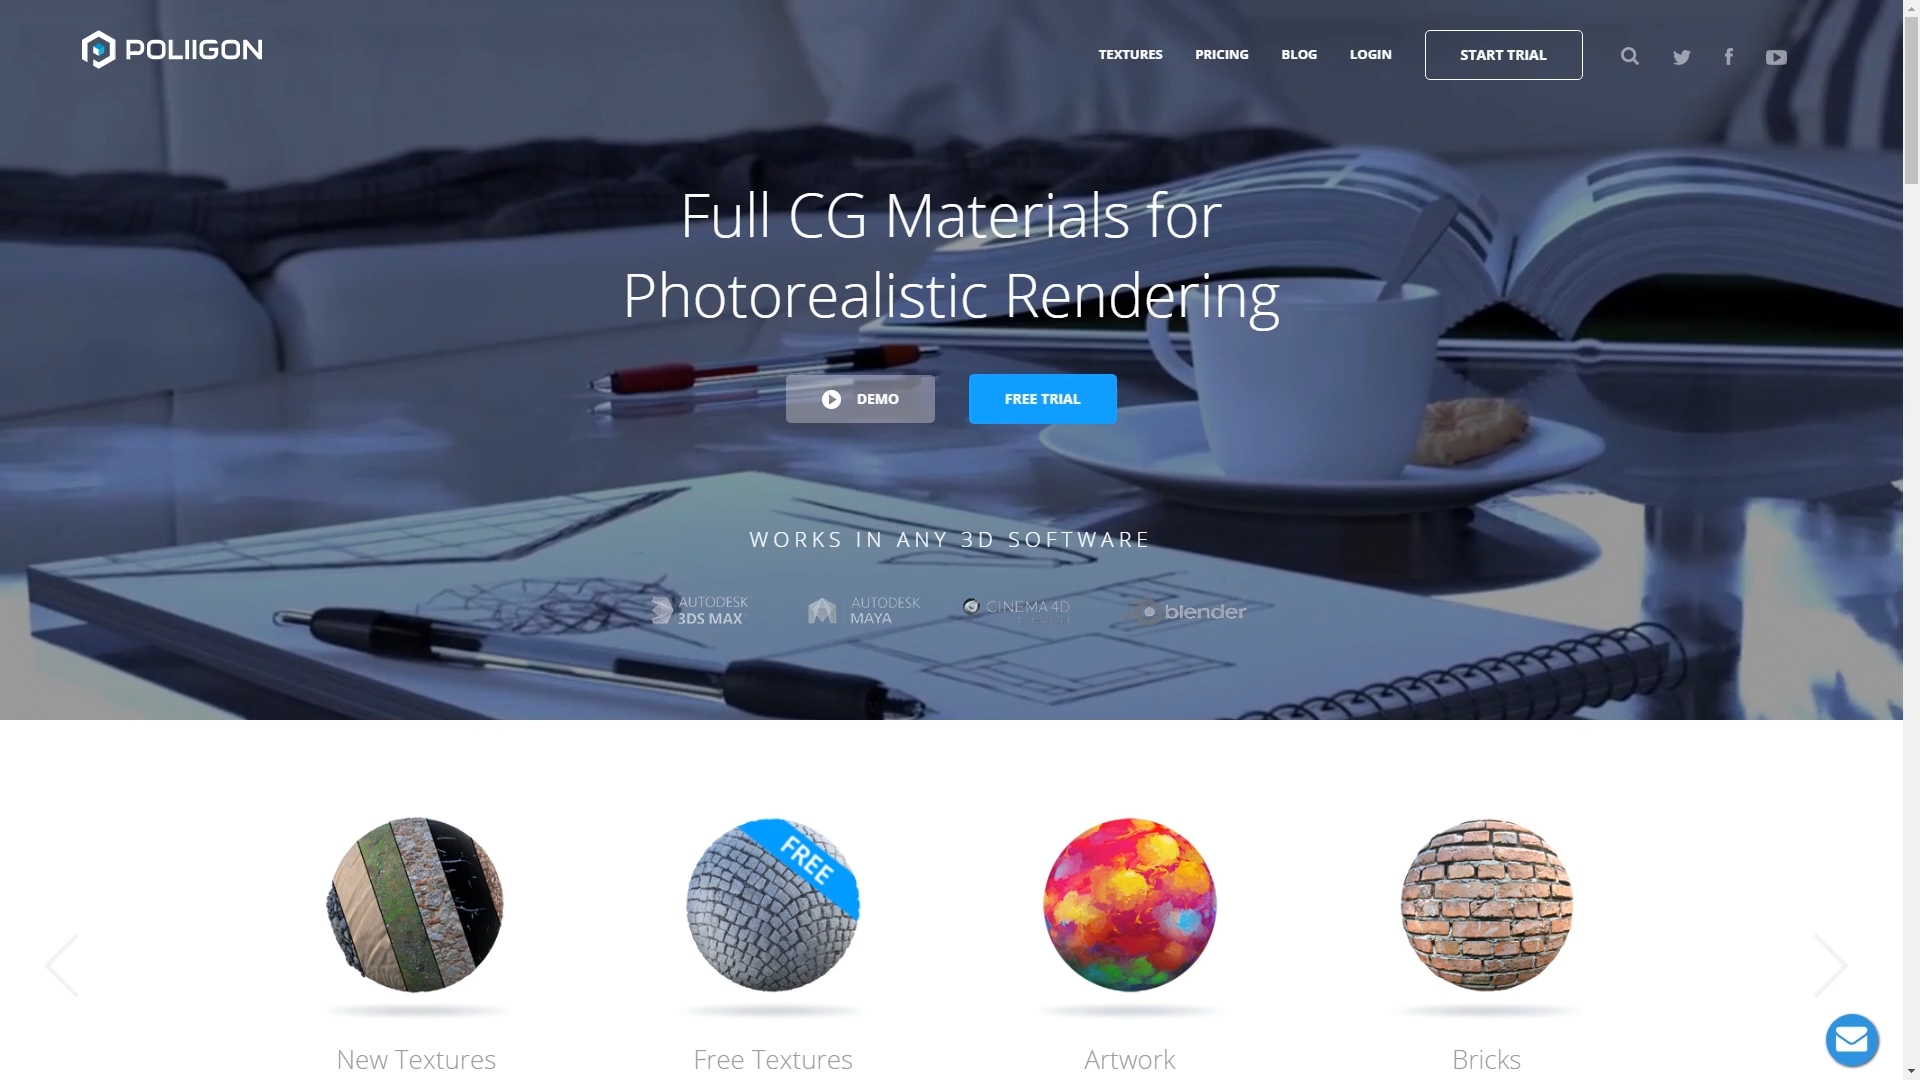 POLIIGON
TEXTURES PRICING BLOG LOGIN START TRIAL
Full CG Materials for
Photorealistic Rendering
DEMO FREE TRIAL
WORKS IN ANY 3D SOFTWARE
AUTODESK
3DS MAX
AUTODESK
MAYA
CINEMA 4D
blender
FREE
New Textures Free Textures Artwork Bricks